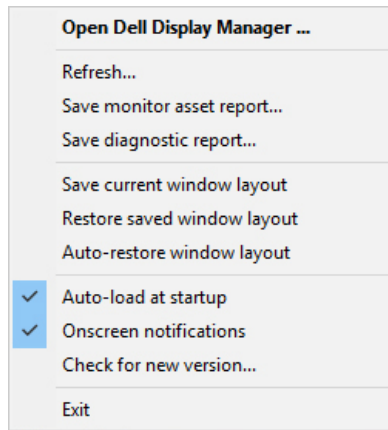 Open Dell Display Manager ...
Refresh...
Save monitor asset report...
Save diagnostic report...
Save current window layout
Restore saved window layout
Auto-restore window layout
Auto-load at startup
Onscreen notifications
Check for new version...
Exit